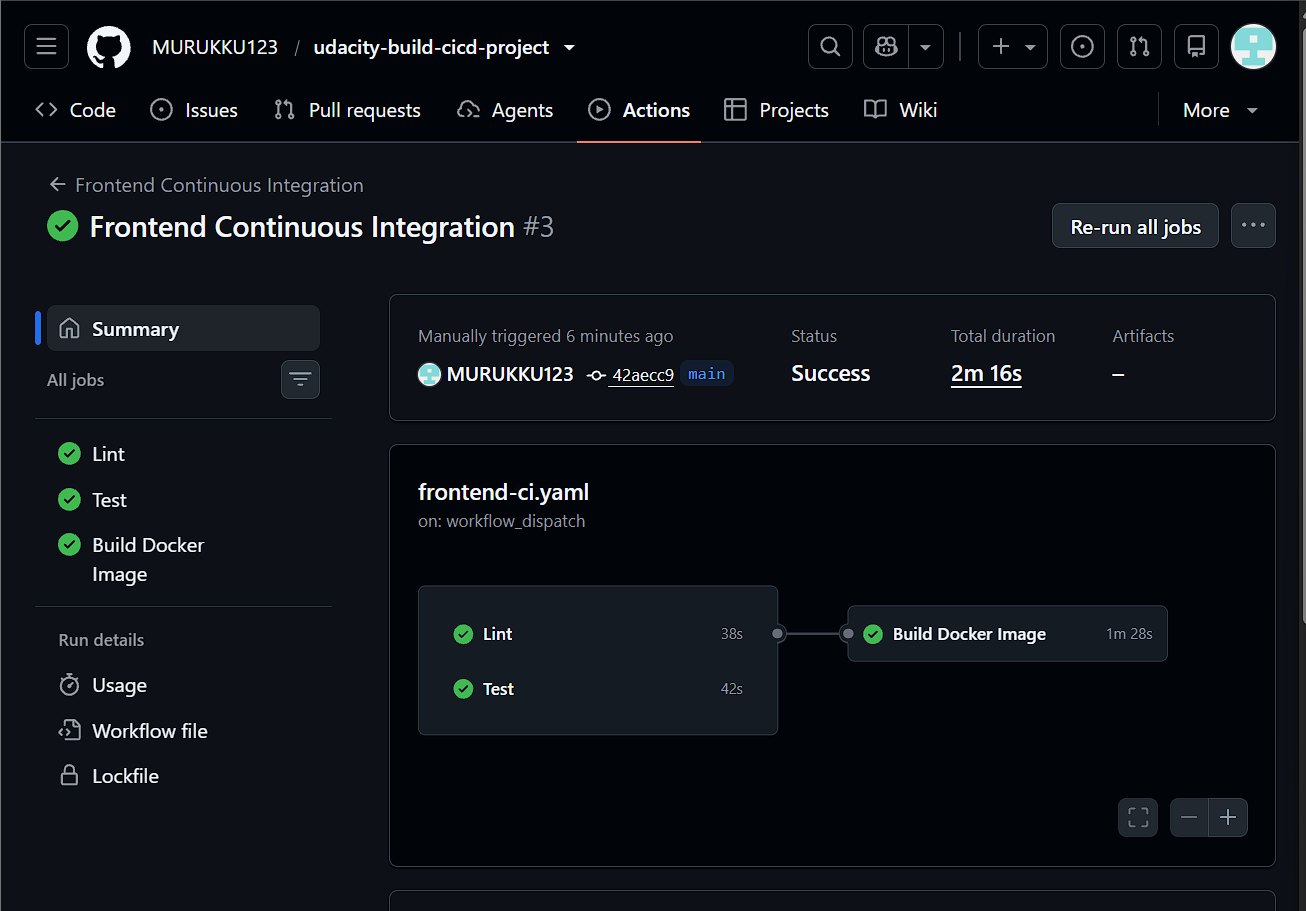 MURUKKU123 / udacity-build-cicd-project
Code Issues Pull requests Agents Actions Projects Wiki More
Frontend Continuous Integration
Frontend Continuous Integration #3
Re-run all jobs
Summary
All jobs
Lint
Test
Build Docker
Image
Run details
Usage
Workflow file
Lockfile
Manually triggered 6 minutes ago
MURUKKU123 42aecc9 main
Status
Success
Total duration
2m 16s
Artifacts
–
frontend-ci.yaml
on: workflow_dispatch
Lint 38s
Test 42s
Build Docker Image 1m 28s